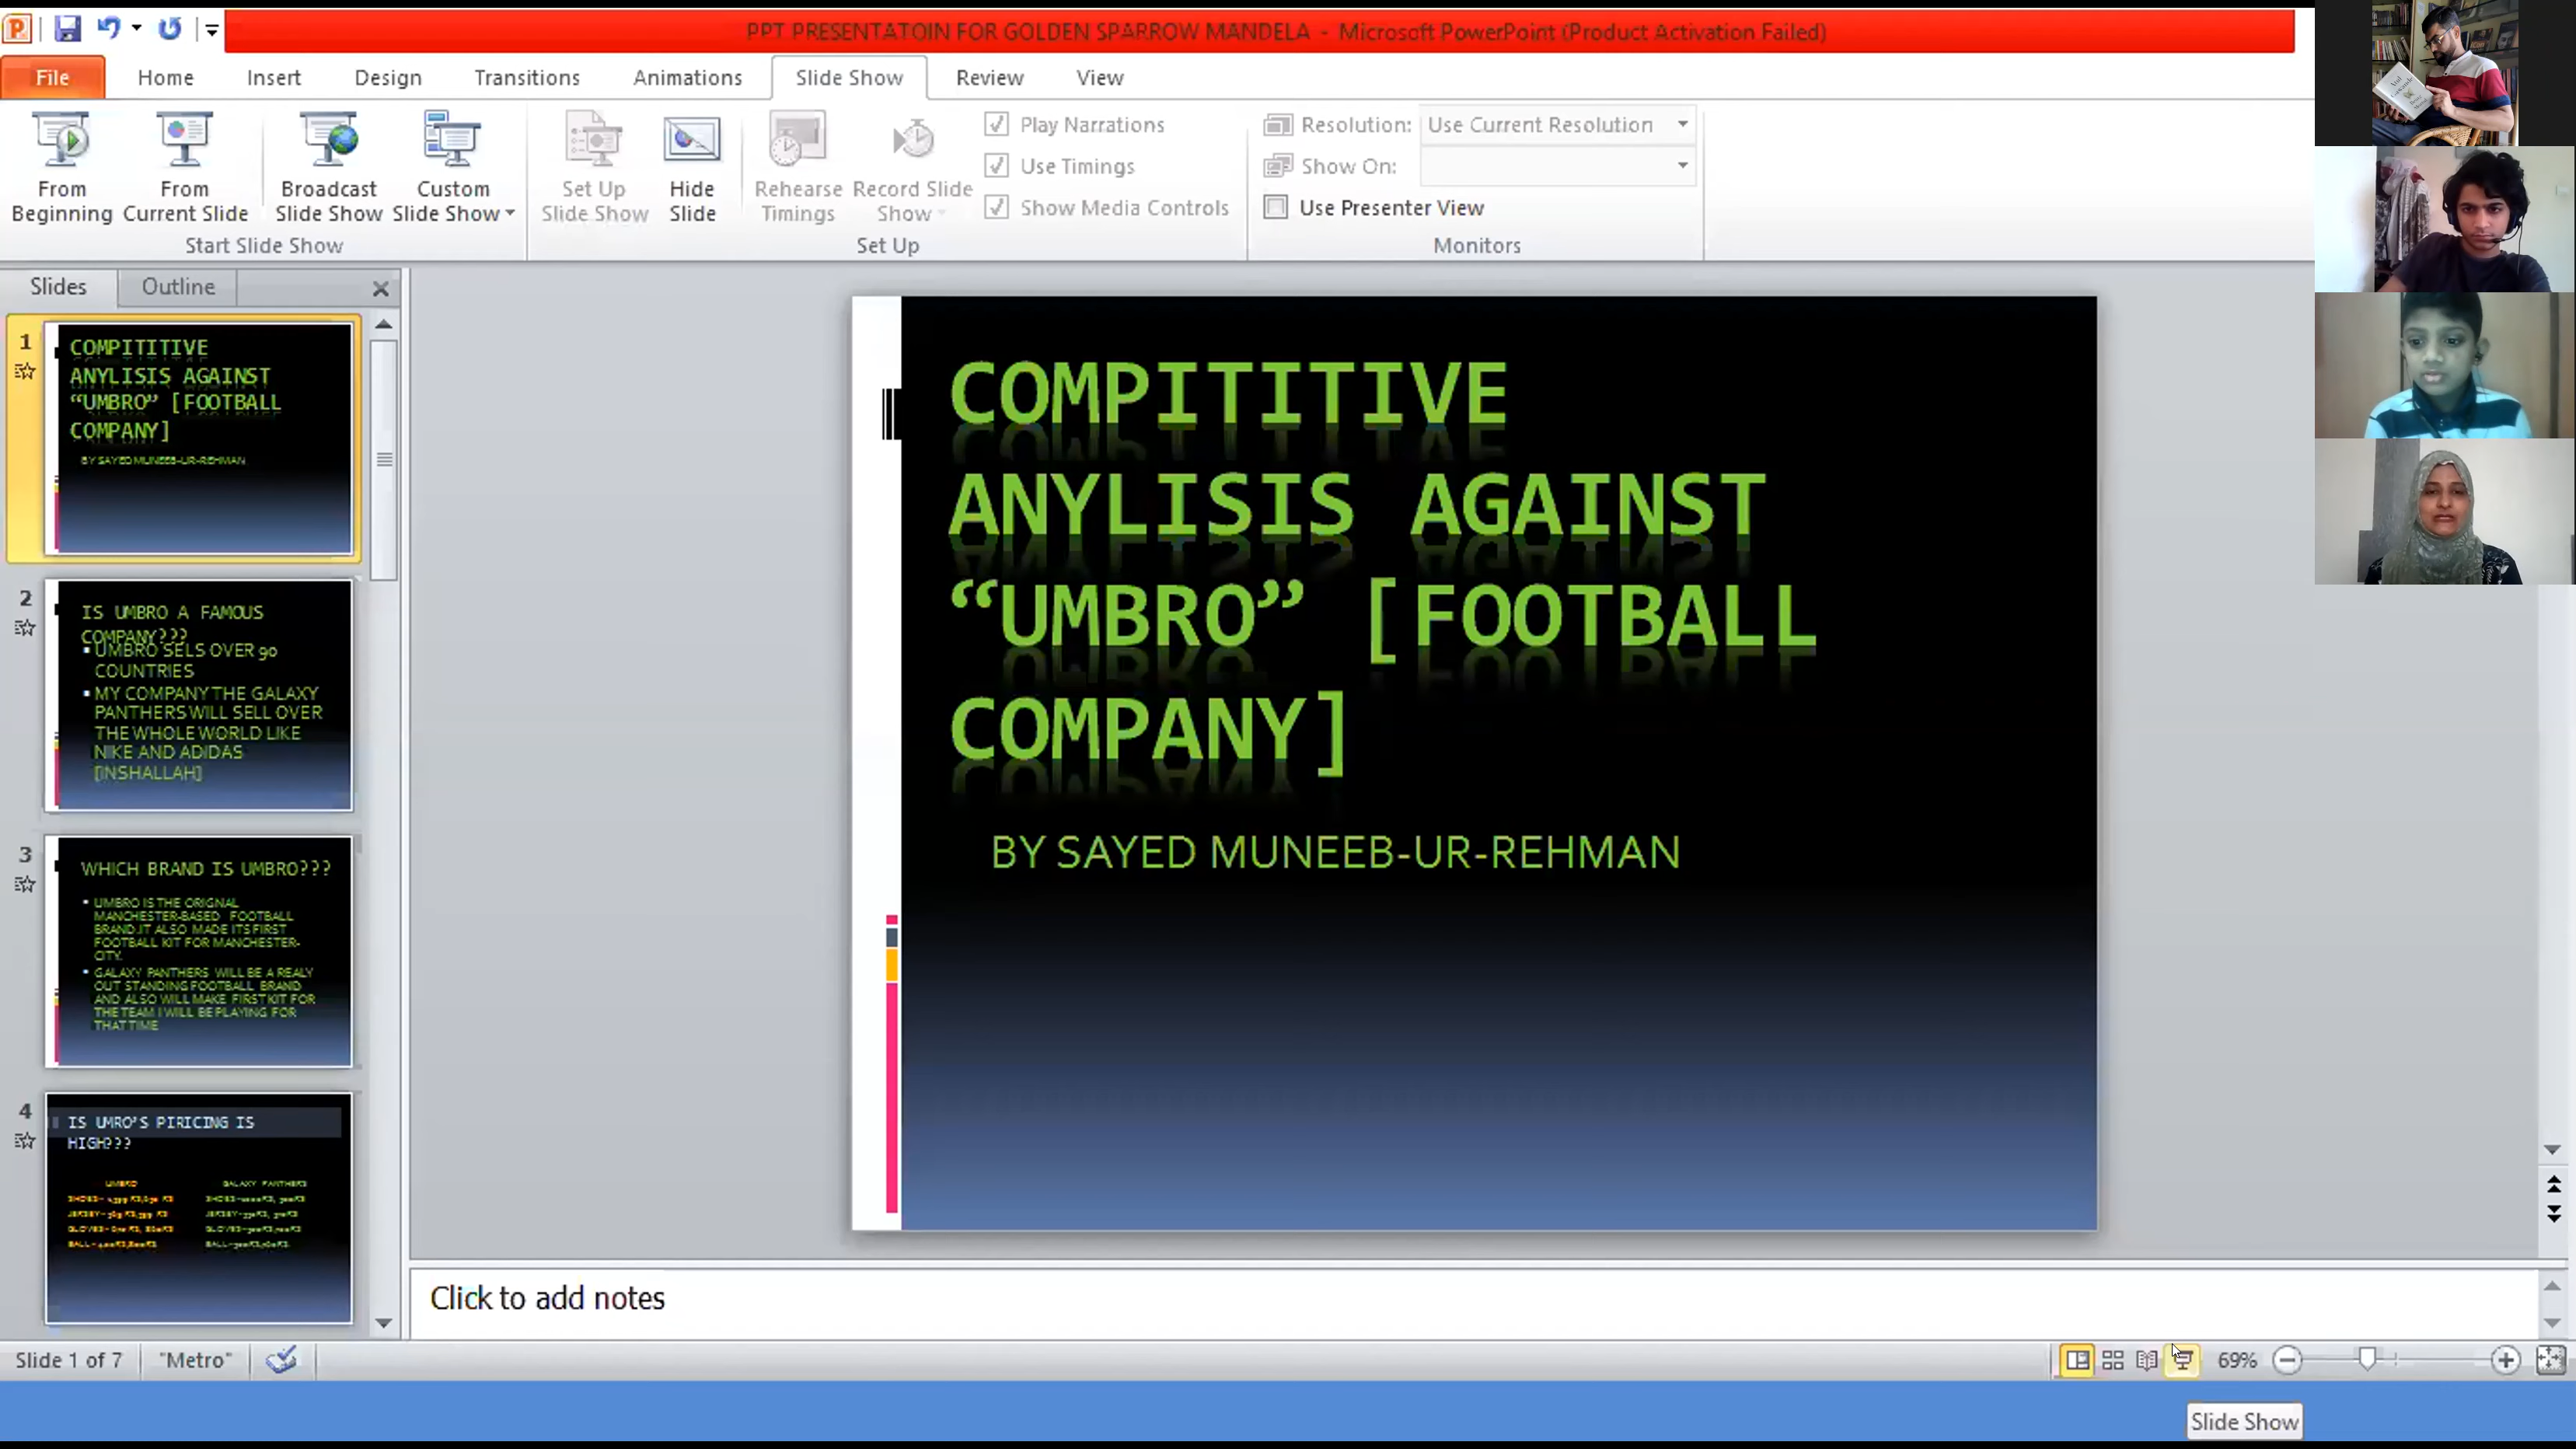 PPT PRESENTATOIN FOR GOLDEN SPARROW MANDELA - Microsoft PowerPoint (Product Activation Failed)
File Home Insert Design Transitions Animations Slide Show Review View
From Beginning
From Current Slide
Broadcast Slide Show
Custom Slide Show
Start Slide Show
Set Up Slide Show
Hide Slide
Rehearse Timings
Record Slide Show
Play Narrations
Use Timings
Show Media Controls
Set Up
Resolution: Use Current Resolution
Show On:
Use Presenter View
Monitors
Slides Outline
1
COMPITITIVE
ANYLISIS AGAINST
“UMBRO” [FOOTBALL
COMPANY]
BY SAYED MUNEEB-UR-REHMAN
2
IS UMBRO A FAMOUS
COMPANY???
UMBRO SELS OVER 90
COUNTRIES
MY COMPANY THE GALAXY
PANTHERS WILL SELL OVER
THE WHOLE WORLD LIKE
NIKE AND ADIDAS
[INSHALLAH]
3
WHICH BRAND IS UMBRO???
UMBRO IS THE ORIGNAL
MANCHESTER-BASED FOOTBALL
BRAND.IT ALSO MADE ITS FIRST
FOOTBALL KIT FOR MANCHESTER-
CITY.
GALAXY PANTHERS WILL BE A REALY
OUT STANDING FOOTBALL BRAND
AND ALSO WILL MAKE FIRST KIT FOR
THE TEAM I WILL BE PLAYING FOR
THAT TIME
4
IS UMRO’S PIRICING IS
HIGH???
UMBRO
GALAXY PANTHERS
COMPITITIVE
ANYLISIS AGAINST
“UMBRO” [FOOTBALL
COMPANY]
BY SAYED MUNEEB-UR-REHMAN
Click to add notes
Slide 1 of 7 "Metro" 69%
Slide Show